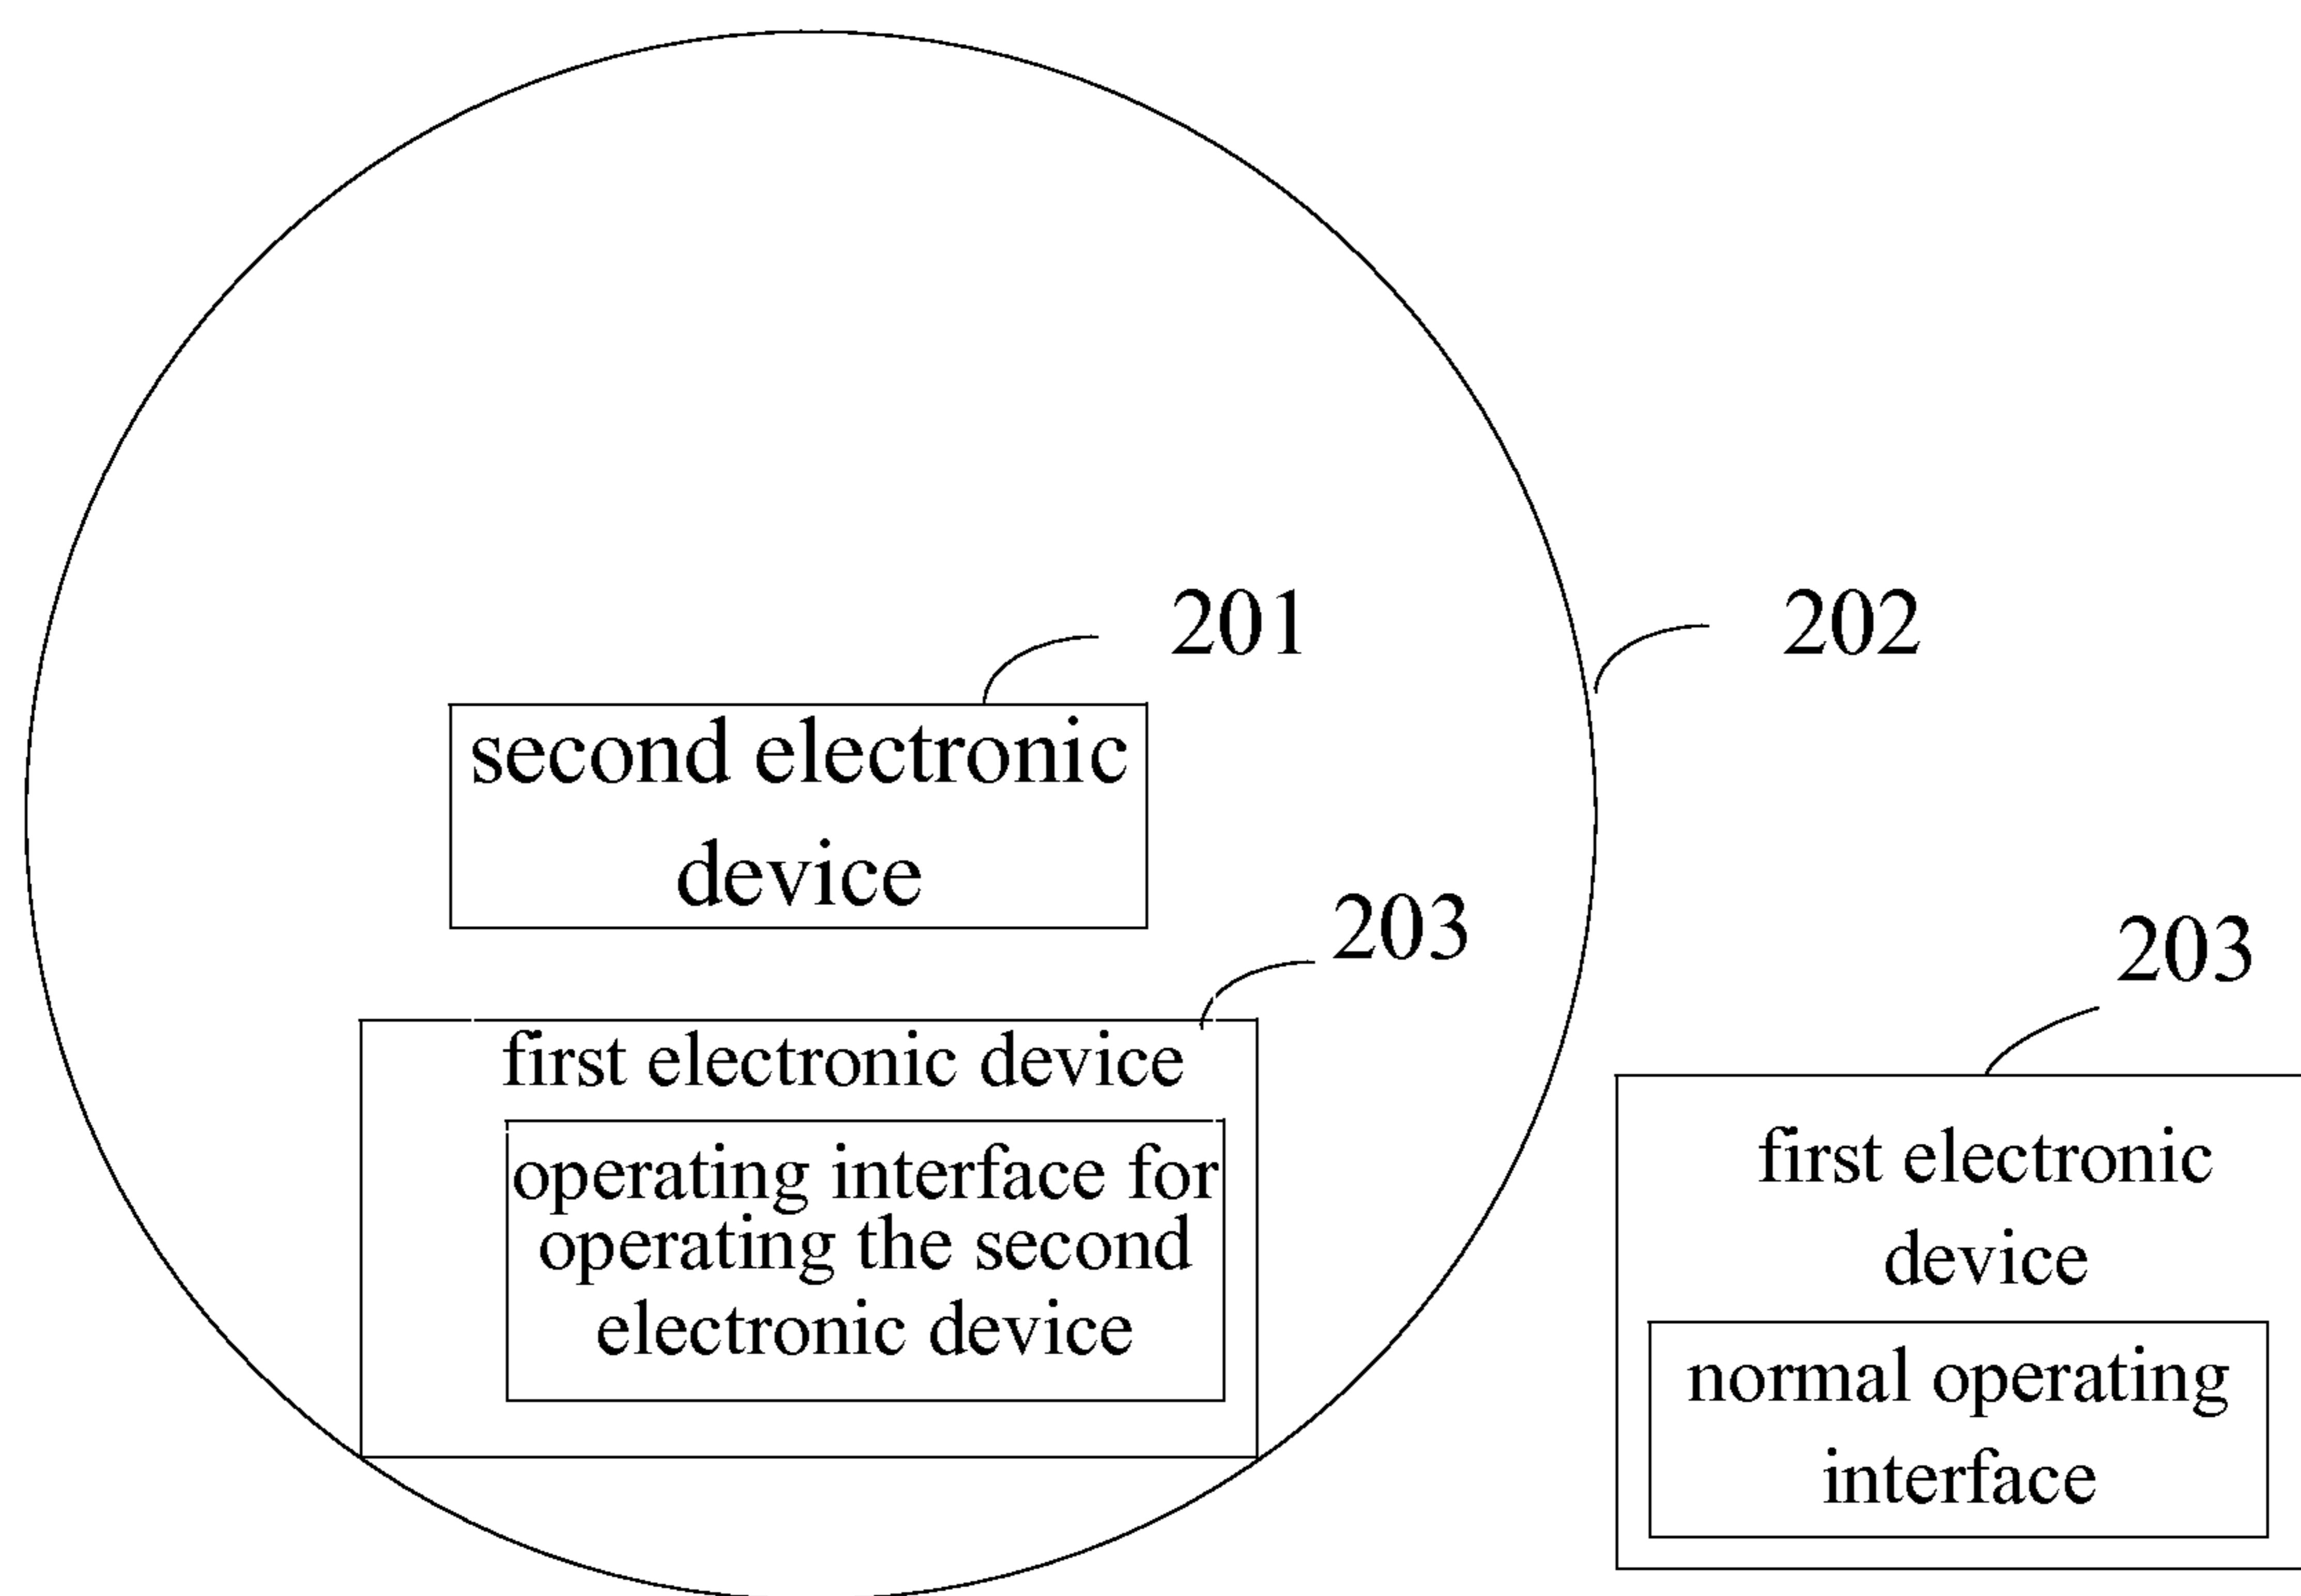 201
202
second electronic
device
203
203
first electronic device
operating interface for
operating the second
electronic device
first electronic
device
normal operating
interface